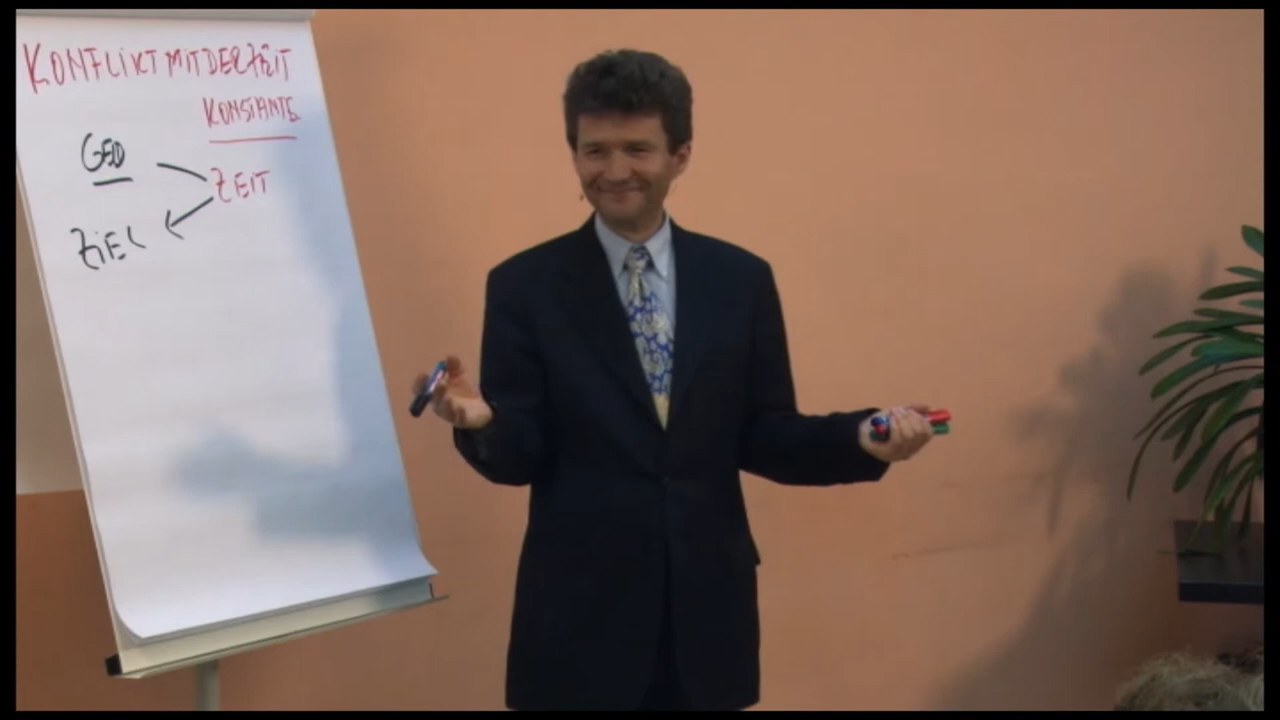 KONFLIKT MIT DER ZEIT
KONSTANTE
GELD
ZEIT
ZIEL